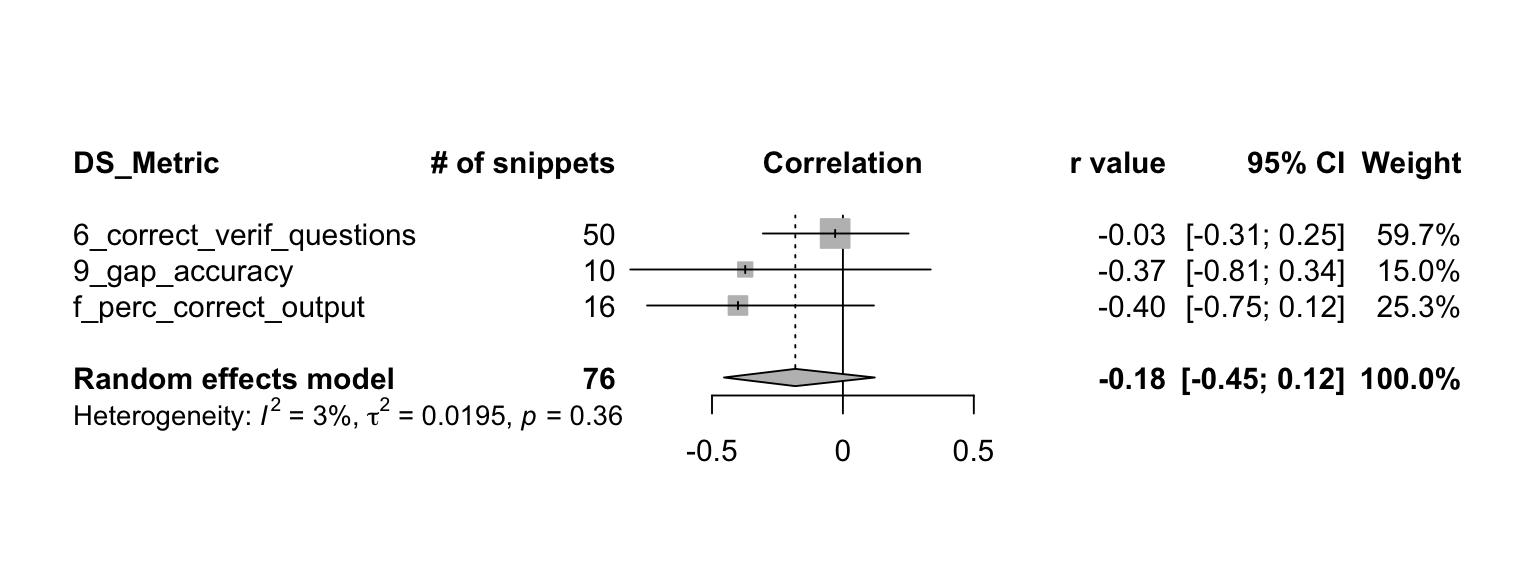 DS_Metric # of snippets Correlation r value 95% CI Weight
6_correct_verif_questions 50 -0.03 [-0.31; 0.25] 59.7%
9_gap_accuracy 10 -0.37 [-0.81; 0.34] 15.0%
f_perc_correct_output 16 -0.40 [-0.75; 0.12] 25.3%
Random effects model 76 -0.18 [-0.45; 0.12] 100.0%
Heterogeneity: I² = 3%, τ² = 0.0195, p = 0.36
-0.5 0 0.5